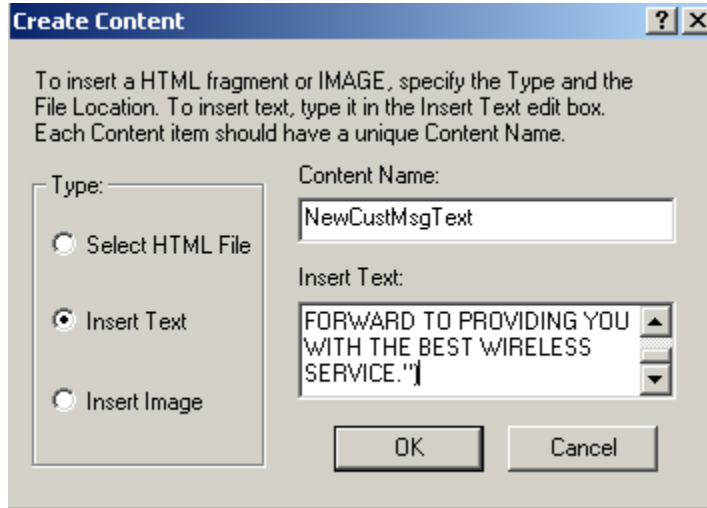 Create Content
To insert a HTML fragment or IMAGE, specify the Type and the
File Location. To insert text, type it in the Insert Text edit box.
Each Content item should have a unique Content Name.
Type:
Select HTML File
Insert Text
Insert Image
Content Name:
NewCustMsgText
Insert Text:
FORWARD TO PROVIDING YOU
WITH THE BEST WIRELESS
SERVICE.")
OK
Cancel